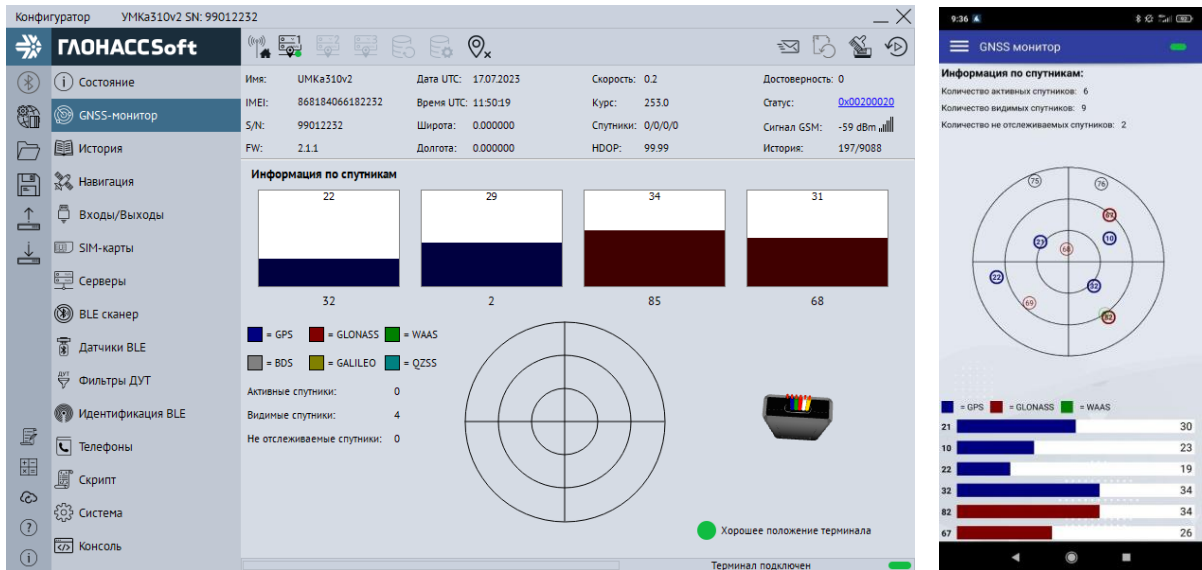 Конфигуратор УМКа310v2 SN: 99012232
ГЛОНАССSoft
1 2 3
Состояние
GNSS-монитор
История
Навигация
Входы/Выходы
SIM-карты
Серверы
BLE сканер
Датчики BLE
ДУТ
Фильтры ДУТ
Идентификация BLE
Телефоны
Скрипт
Система
Консоль
Имя: УМКа310v2 Дата UTC: 17.07.2023 Скорость: 0.2 Достоверность: 0
IMEI: 868184066182232 Время UTC: 11:50:19 Курс: 253.0 Статус: 0x00200020
S/N: 99012232 Широта: 0.000000 Спутники: 0/0/0/0 Сигнал GSM: -59 dBm
FW: 2.1.1 Долгота: 0.000000 HDOP: 99.99 История: 197/9088
Информация по спутникам
22 29 34 31
32 2 85 68
= GPS = GLONASS = WAAS
= BDS = GALILEO = QZSS
Активные спутники: 0
Видимые спутники: 4
Не отслеживаемые спутники: 0
Хорошее положение терминала
Терминал подключен
9:36 92
GNSS монитор
Информация по спутникам:
Количество активных спутников: 6
Количество видимых спутников: 9
Количество не отслеживаемых спутников: 2
75 76
67
21 68 10
22 32
69 82
= GPS = GLONASS = WAAS
21 30
10 23
22 19
32 34
82 34
67 26